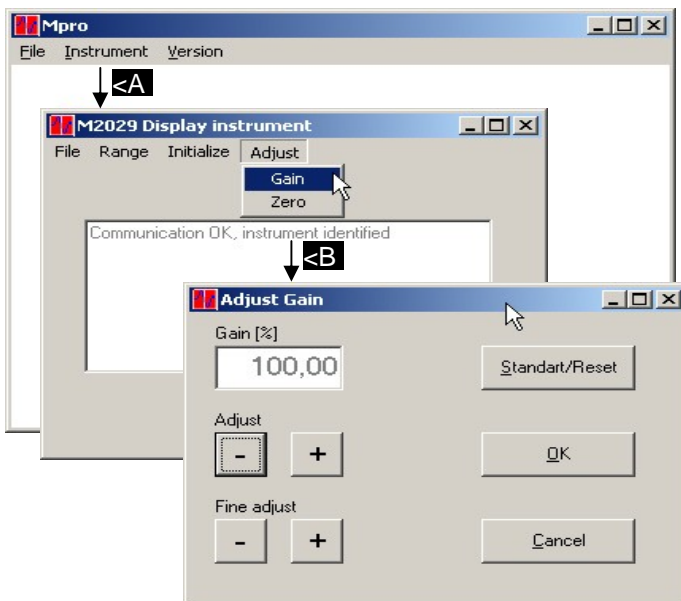 Mpro
File Instrument Version
<A
M2029 Display instrument
File Range Initialize Adjust
Gain
Zero
Communication OK, instrument identified
<B
Adjust Gain
Gain [%]
100,00
Standart/Reset
Adjust
- +
OK
Fine adjust
- +
Cancel